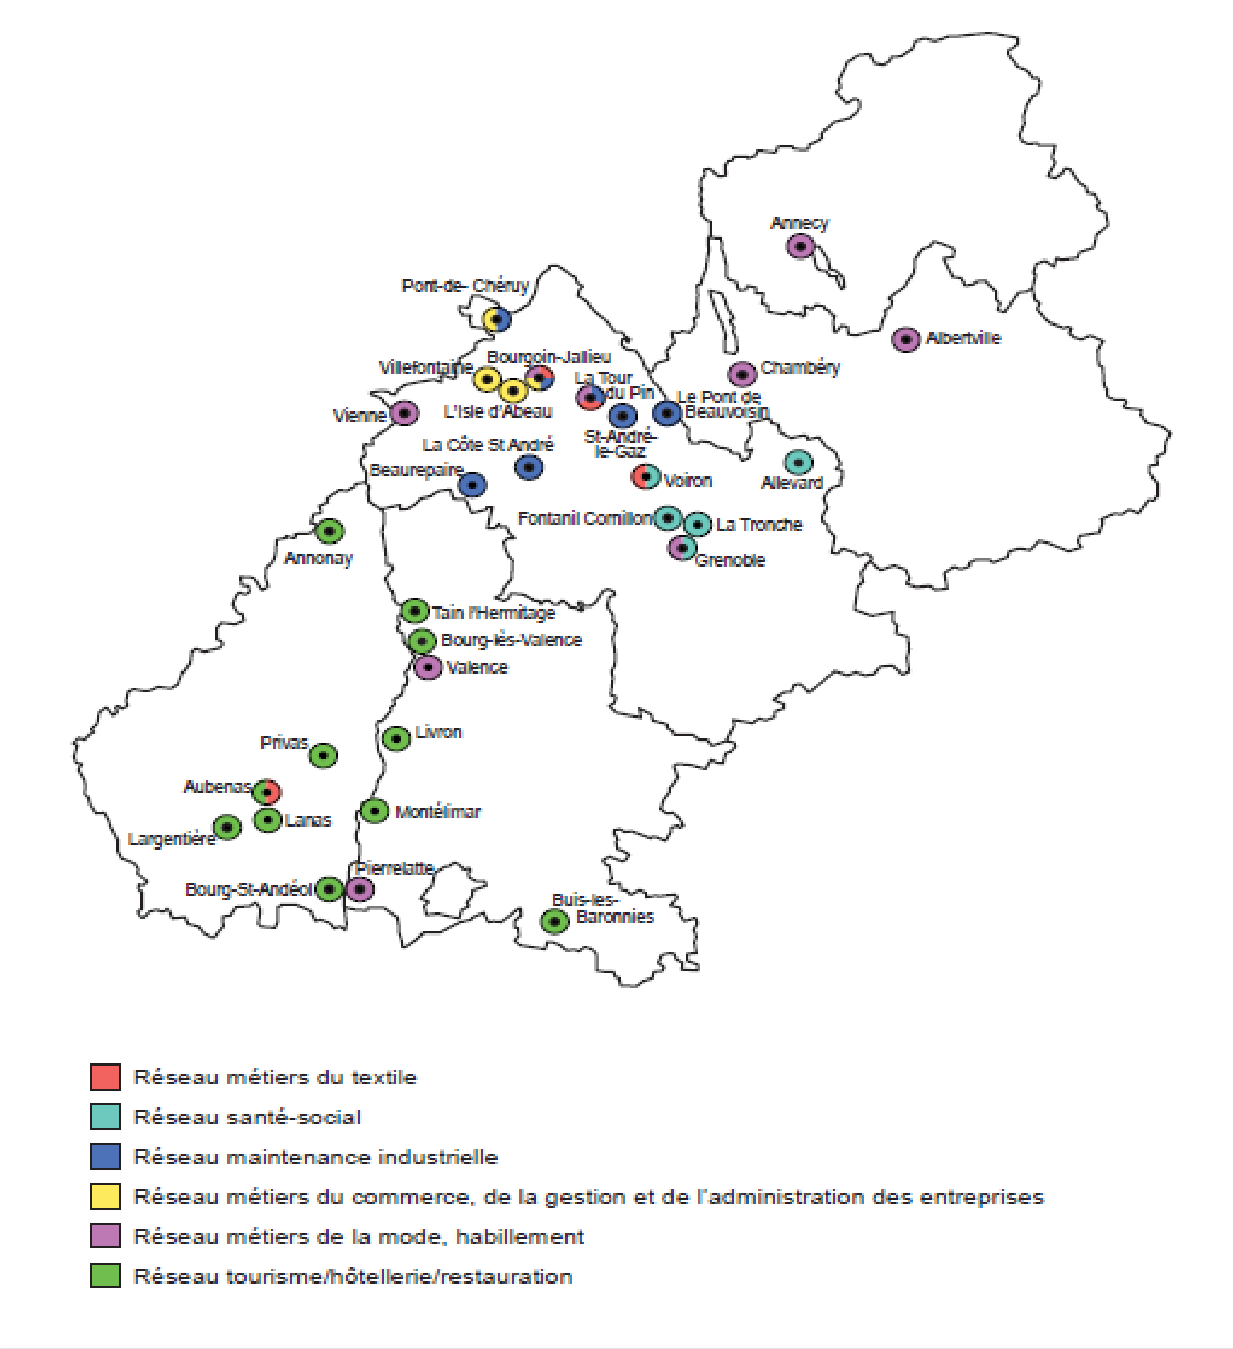 Annecy
Pont-de- Chéruy
Albertville
Villefontaine
Bourgoin-Jallieu
Chambéry
La Tour
du Pin
Le Pont de
Beauvoisin
Vienne
L'Isle d'Abeau
St-André-
le-Gaz
La Côte St André
Beaurepaire
Voiron
Allevard
Fontanil Cornillon
La Tronche
Grenoble
Annonay
Tain l'Hermitage
Bourg-lès-Valence
Valence
Livron
Privas
Aubenas
Lanas
Montélimar
Largentière
Pierrelatte
Bourg-St-Andéol
Buis-les-
Baronnies
Réseau métiers du textile
Réseau santé-social
Réseau maintenance industrielle
Réseau métiers du commerce, de la gestion et de l'administration des entreprises
Réseau métiers de la mode, habillement
Réseau tourisme/hôtellerie/restauration